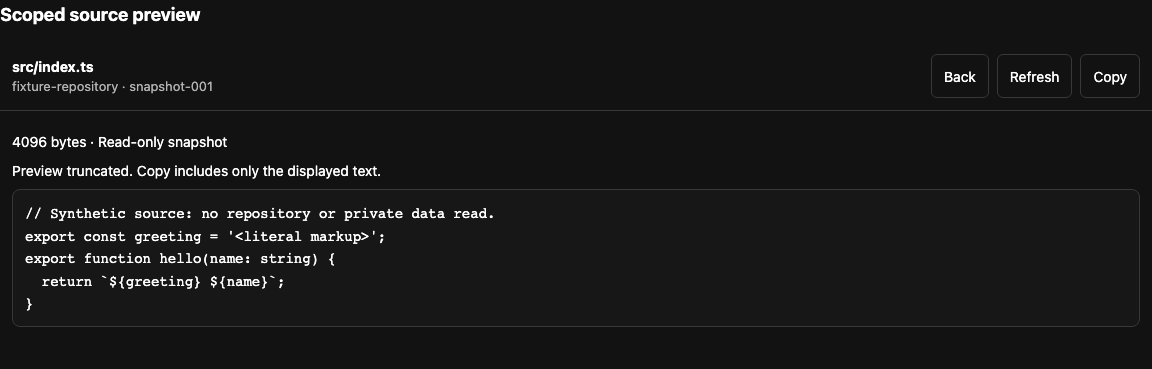 Scoped source preview
src/index.ts
fixture-repository · snapshot-001
Back
Refresh
Copy
4096 bytes · Read-only snapshot
Preview truncated. Copy includes only the displayed text.
// Synthetic source: no repository or private data read.
export const greeting = '<literal markup>';
export function hello(name: string) {
  return `${greeting} ${name}`;
}